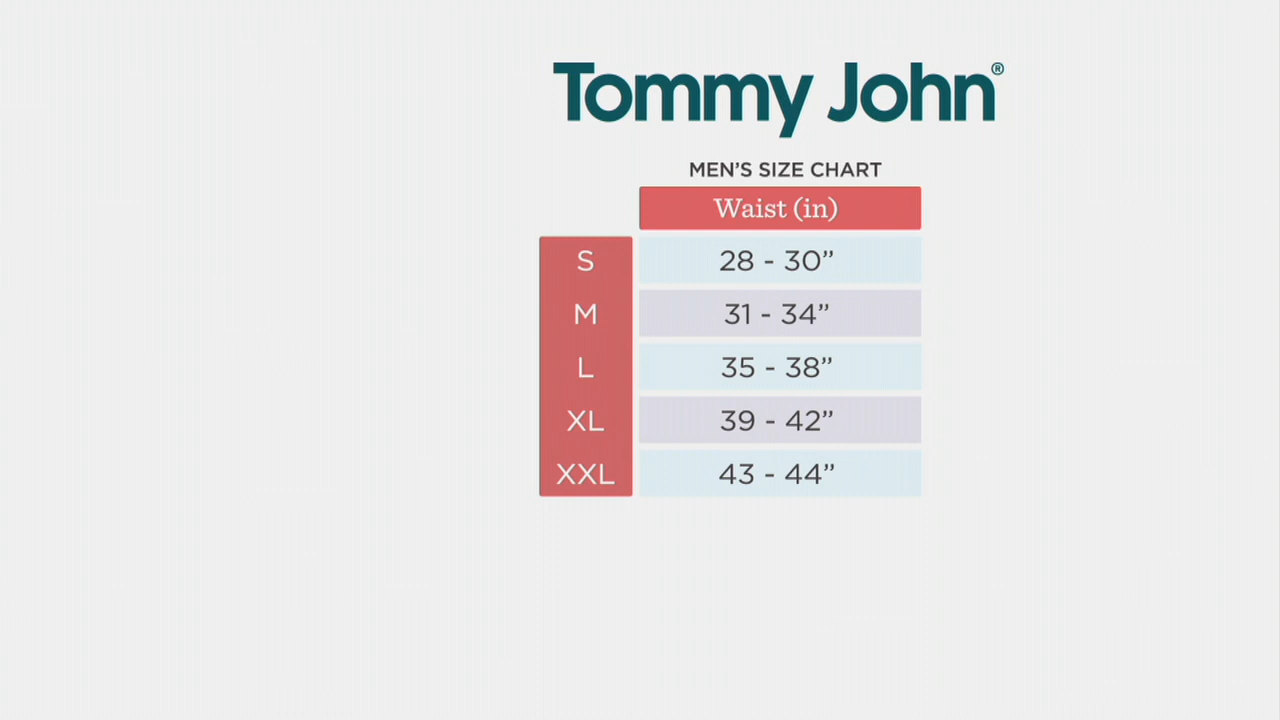 Tommy John®
MEN'S SIZE CHART
Waist (in)
S 28 - 30”
M 31 - 34”
L 35 - 38”
XL 39 - 42”
XXL 43 - 44”